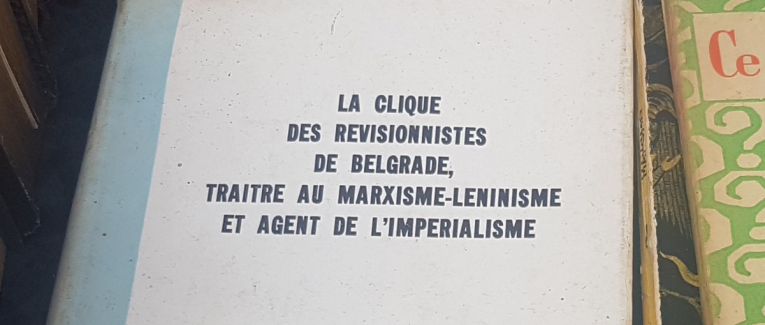 LA CLIQUE
DES REVISIONNISTES
DE BELGRADE,
TRAITRE AU MARXISME-LENINISME
ET AGENT DE L'IMPERIALISME
Ce